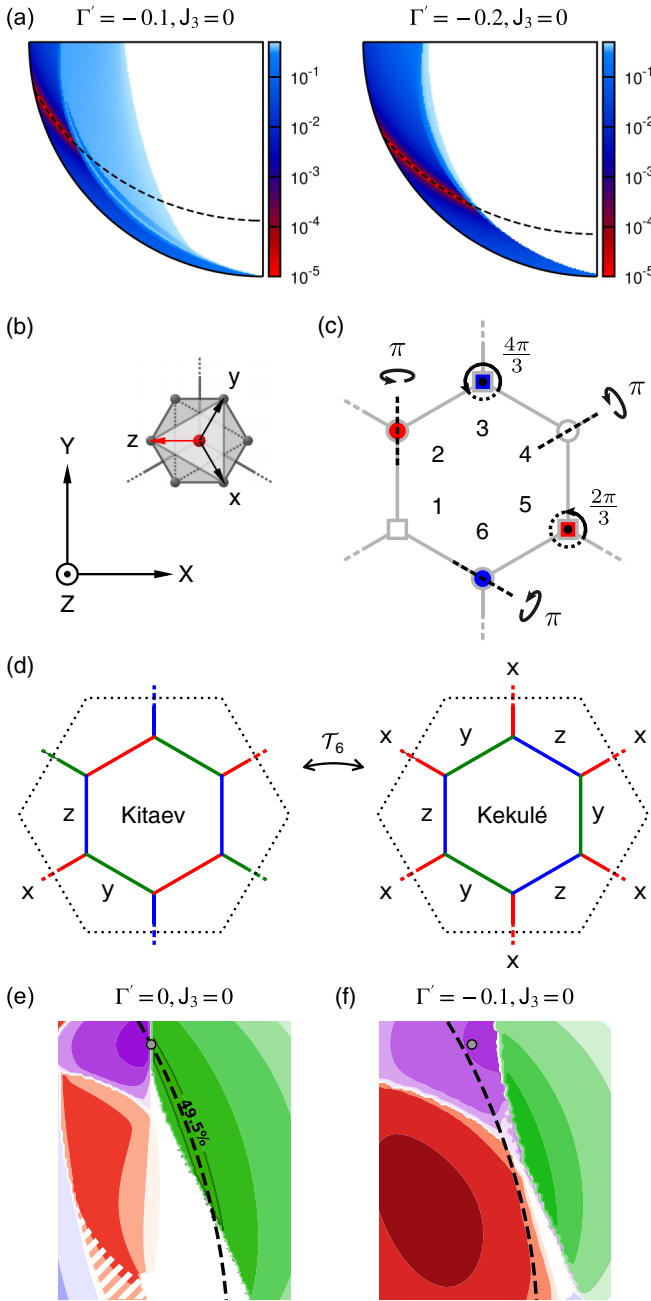 (a) Γ′ = −0.1, J₃ = 0 Γ′ = −0.2, J₃ = 0
10⁻¹ 10⁻¹
10⁻² 10⁻²
10⁻³ 10⁻³
10⁻⁴ 10⁻⁴
10⁻⁵ 10⁻⁵
(b) (c)
Y X Z
y z x
π 4π/3 π
2 3 4
1 5 6
2π/3 π
(d)
z Kitaev x y
𝒯₆
x x x
y z
z Kekulé y
y z
x x x
(e) Γ′ = 0, J₃ = 0 (f) Γ′ = −0.1, J₃ = 0
49.5%